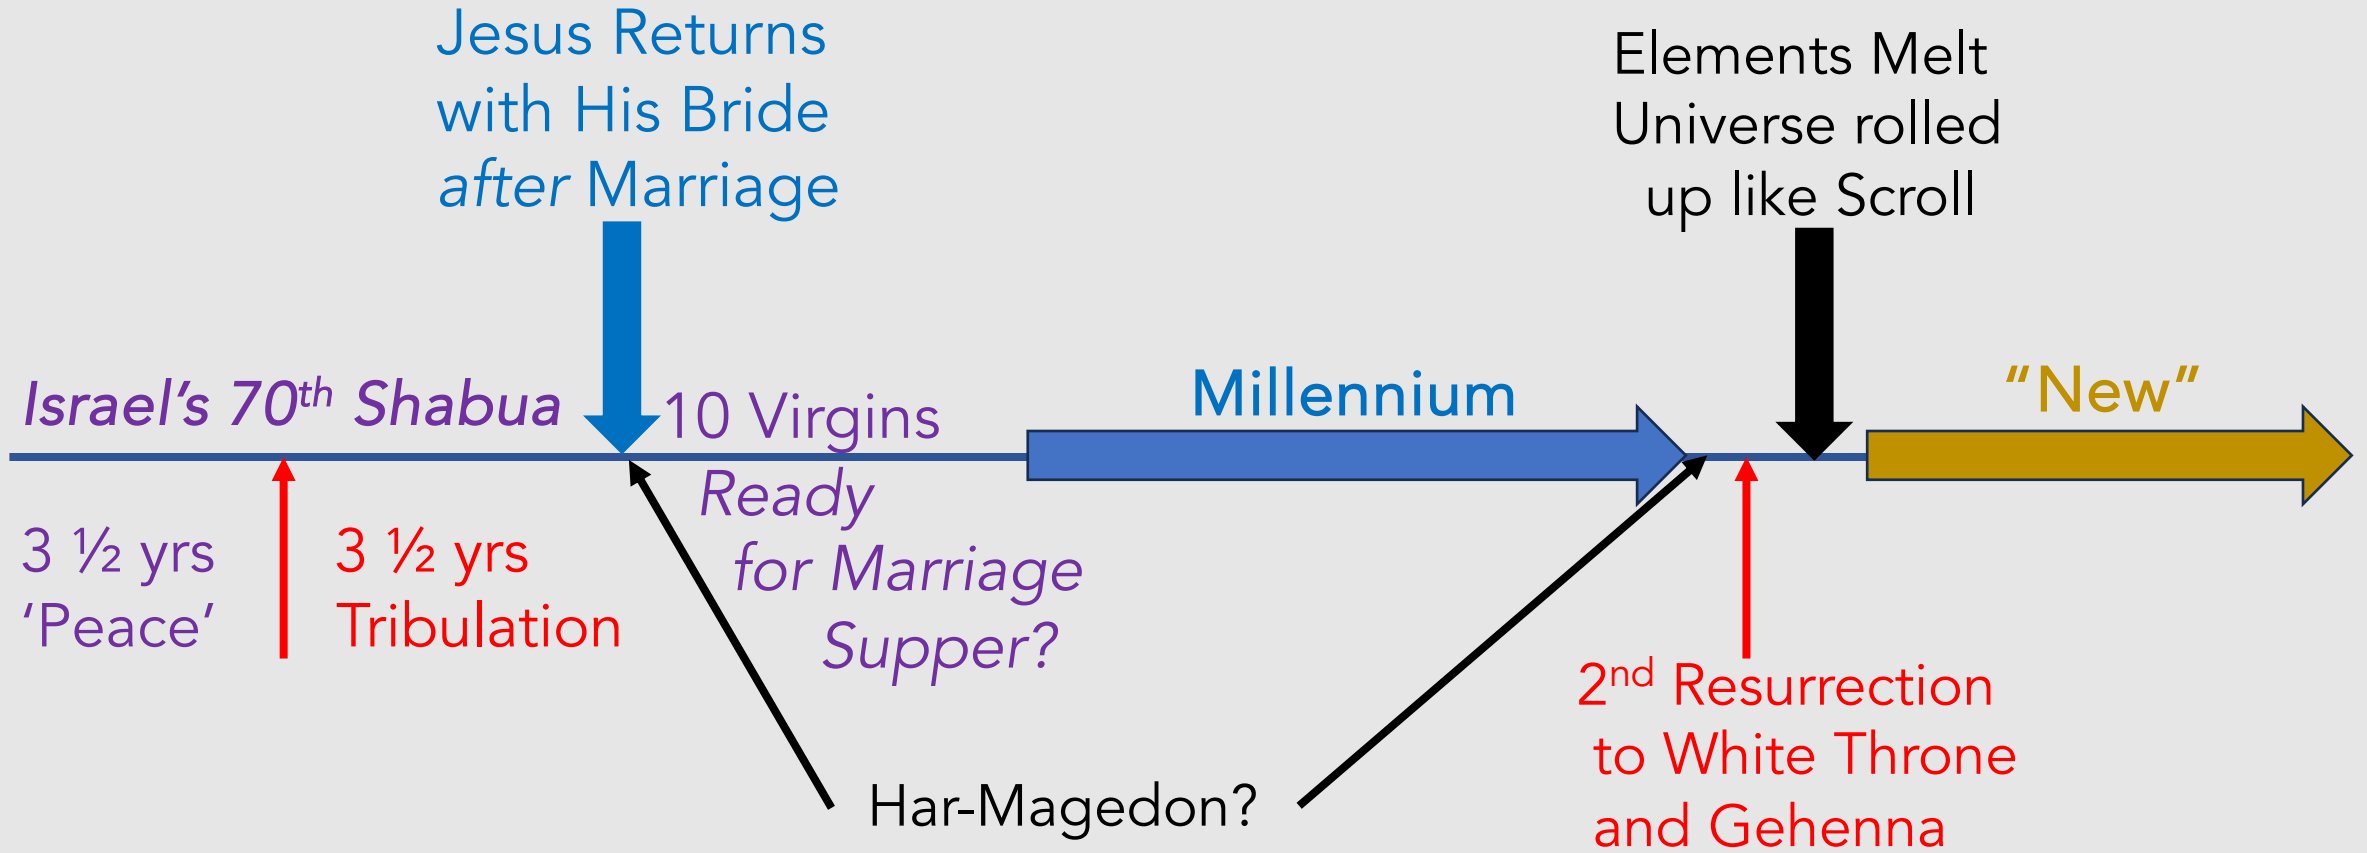 Jesus Returns
with His Bride
after Marriage
Elements Melt
Universe rolled
up like Scroll
Israel’s 70th Shabua
10 Virgins
Ready
for Marriage
Supper?
Millennium
“New”
3 ½ yrs
‘Peace’
3 ½ yrs
Tribulation
Har-Magedon?
2nd Resurrection
to White Throne
and Gehenna